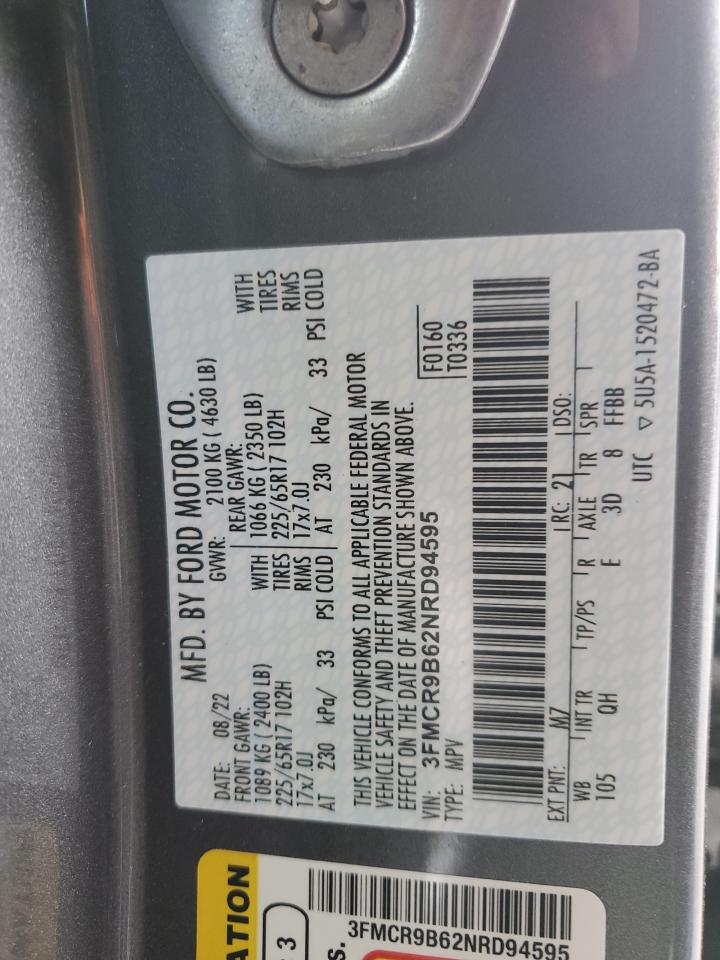 MFD. BY FORD MOTOR CO.
DATE: 08/22 GVWR: 2100 KG ( 4630 LB)
FRONT GAWR: REAR GAWR:
1089 KG ( 2400 LB) WITH 1066 KG ( 2350 LB) WITH
225/65R17 102H TIRES 225/65R17 102H TIRES
17x7.0J RIMS 17x7.0J RIMS
AT 230 kPa/ 33 PSI COLD AT 230 kPa/ 33 PSI COLD
THIS VEHICLE CONFORMS TO ALL APPLICABLE FEDERAL MOTOR
VEHICLE SAFETY AND THEFT PREVENTION STANDARDS IN
EFFECT ON THE DATE OF MANUFACTURE SHOWN ABOVE.
VIN: 3FMCR9B62NRD94595 F0160
TYPE: MPV T0336
EXT PNT: M7 RC: 21 DSO:
WB INT TR TP/PS R AXLE TR SPR
105 QH E 3D 8 FFBB
UTC ▽ 5U5A-1520472-BA
ATION
3
s.
3FMCR9B62NRD94595